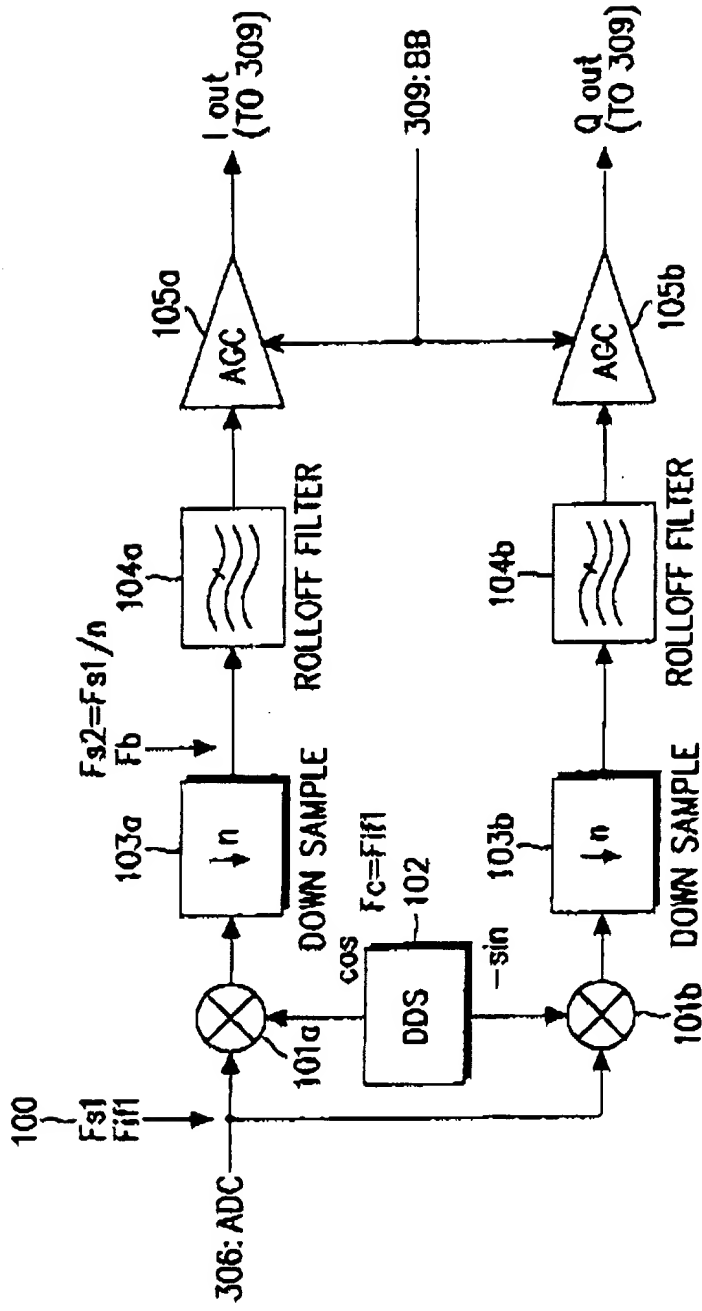 306: ADC
100
Fs1
Fif1
101a
cos
DDS
Fc=Fif1
102
-sin
101b
103a
↓n
DOWN SAMPLE
103b
↓n
DOWN SAMPLE
Fs2=Fs1/n
Fb
104a
ROLLOFF FILTER
104b
ROLLOFF FILTER
105a
AGC
105b
AGC
I out
(TO 309)
309:BB
Q out
(TO 309)